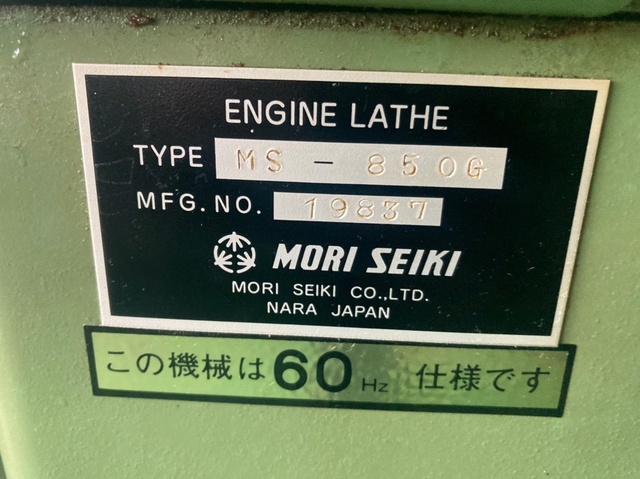 ENGINE LATHE
TYPE MS - 850G
MFG. NO. 19837
MORI SEIKI
MORI SEIKI CO.,LTD.
NARA JAPAN
この機械は60Hz 仕様です